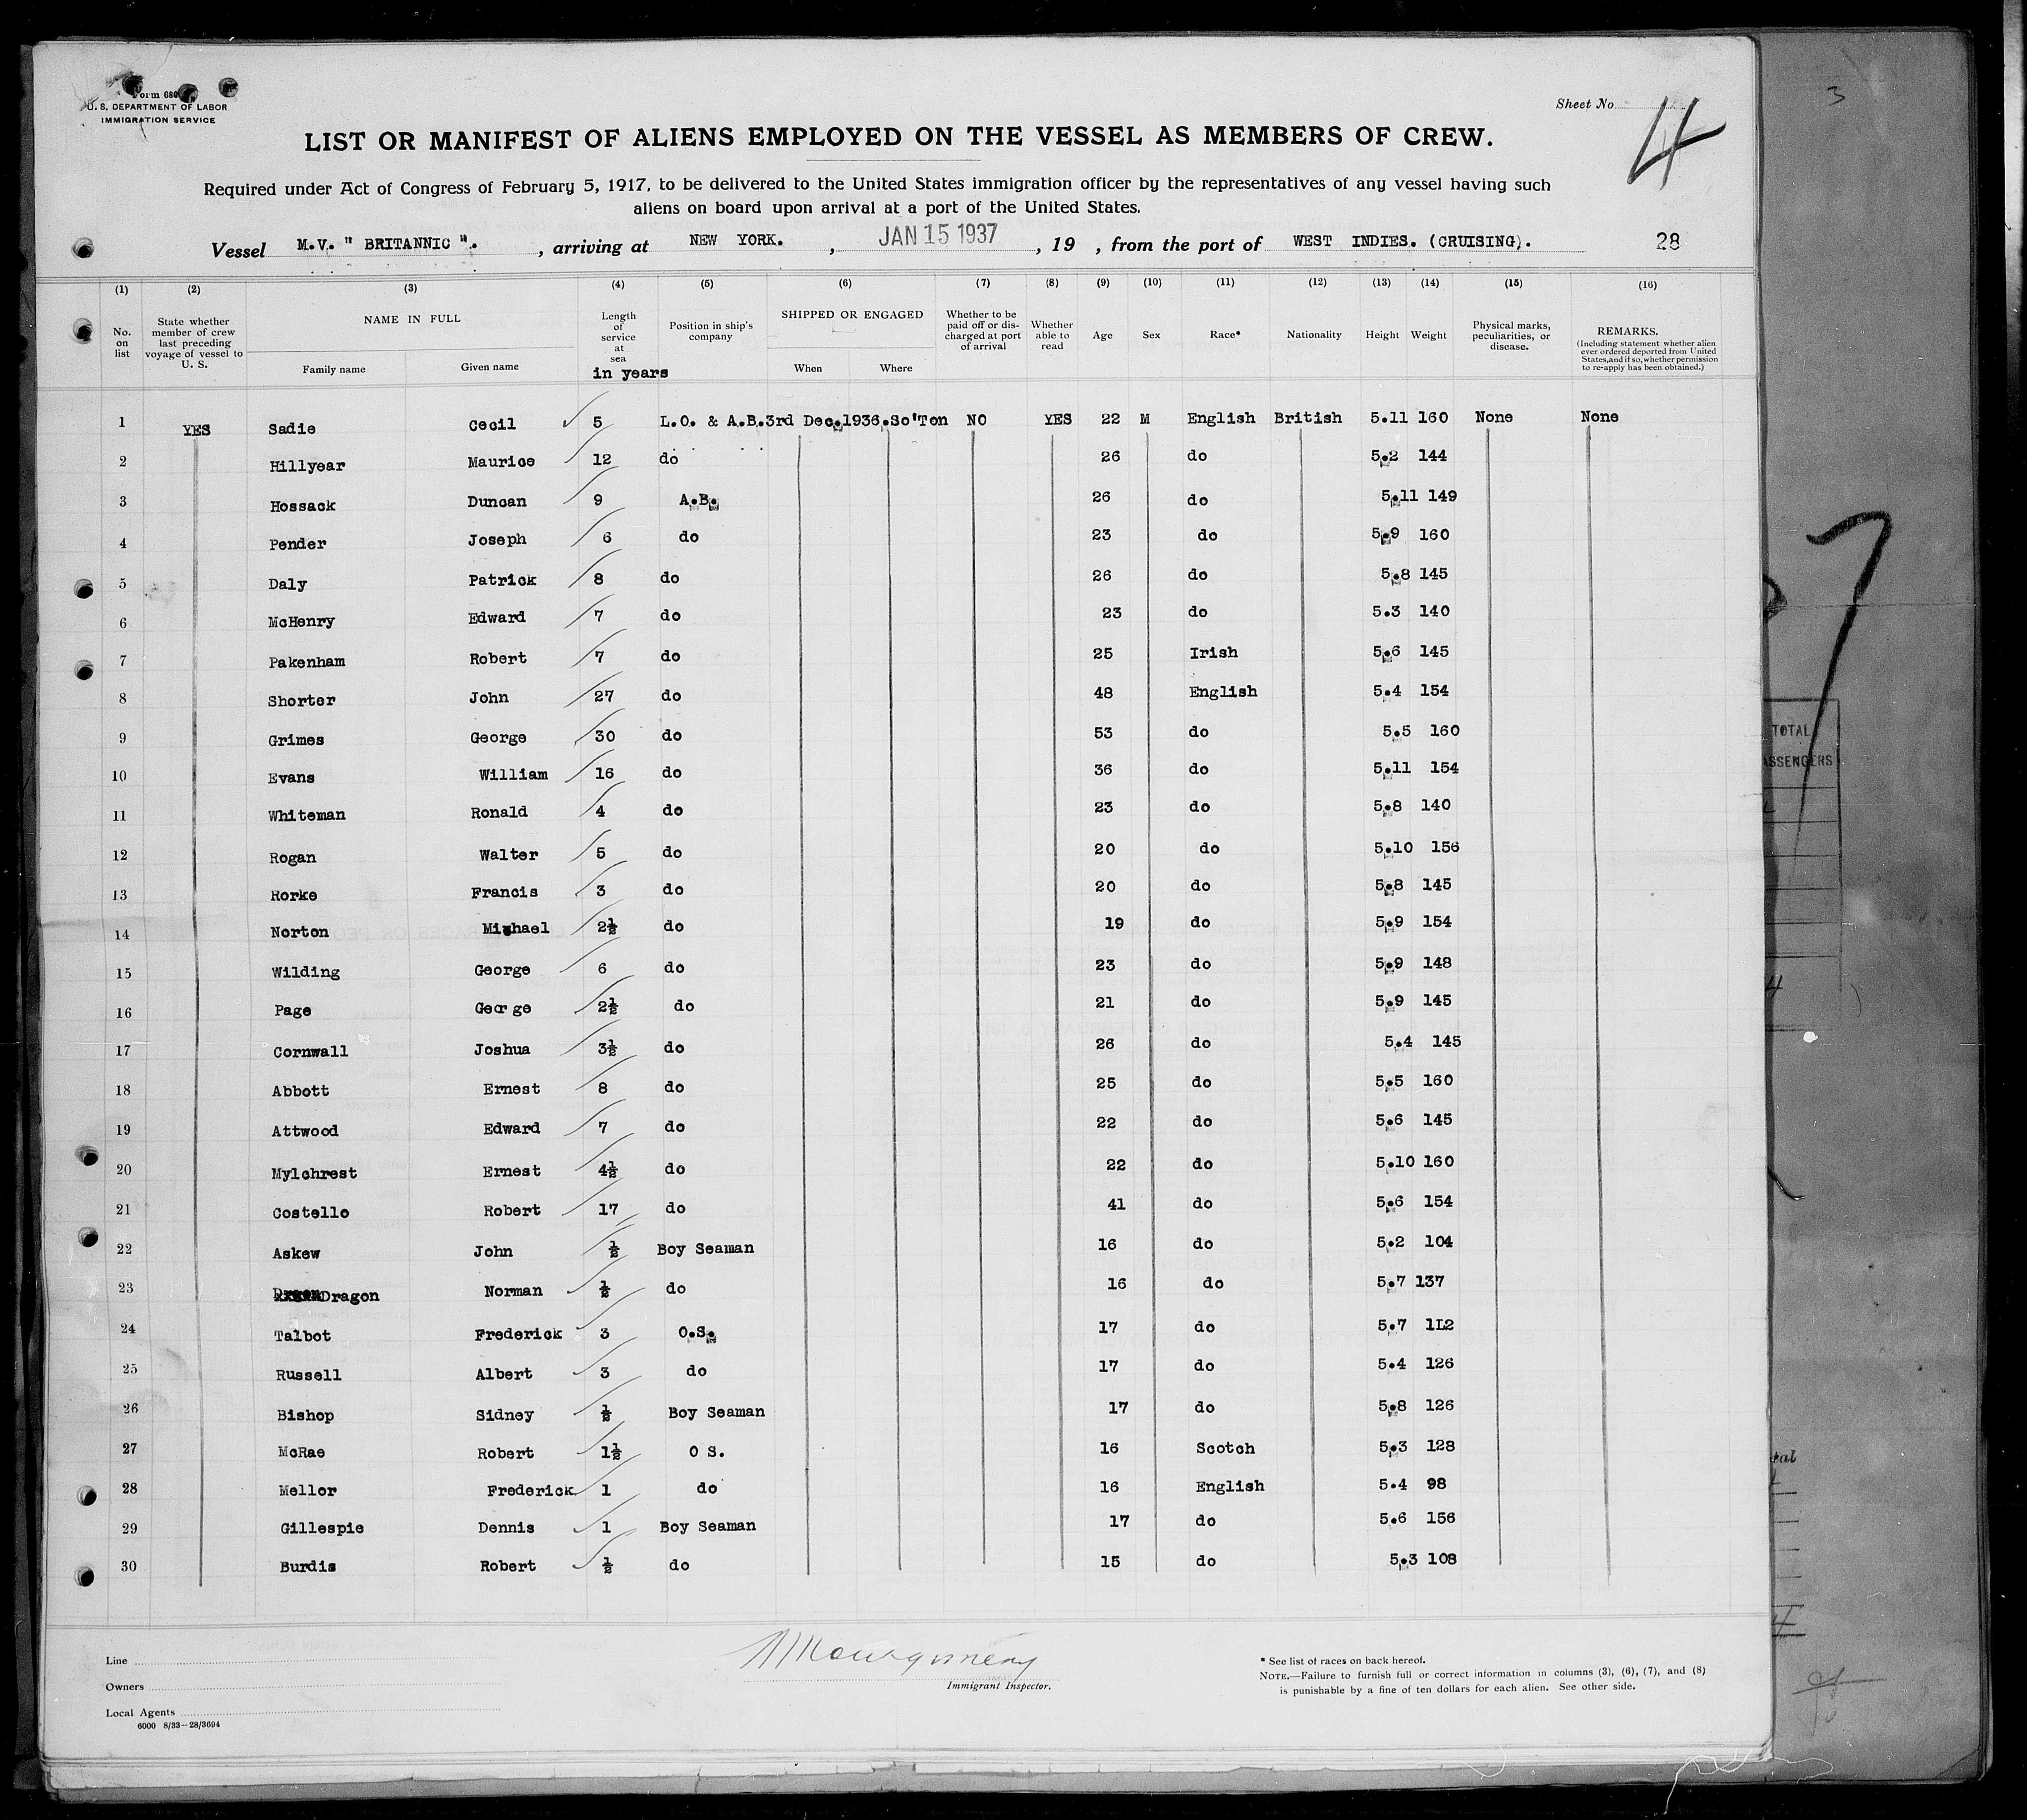 Form 680
U. S. DEPARTMENT OF LABOR
IMMIGRATION SERVICE
Sheet No. 4
3
LIST OR MANIFEST OF ALIENS EMPLOYED ON THE VESSEL AS MEMBERS OF CREW.
Required under Act of Congress of February 5, 1917, to be delivered to the United States immigration officer by the representatives of any vessel having such
aliens on board upon arrival at a port of the United States.
Vessel M.V. " BRITANNIC ". , arriving at NEW YORK. , JAN 15 1937 , 19 , from the port of WEST INDIES. (CRUISING). 28
(1) (2) (3) (4) (5) (6) (7) (8) (9) (10) (11) (12) (13) (14) (15) (16)
No. on list State whether member of crew last preceding voyage of vessel to U. S. NAME IN FULL Family name Given name Length of service at sea in years Position in ship's company SHIPPED OR ENGAGED When Where Whether to be paid off or discharged at port of arrival Whether able to read Age Sex Race* Nationality Height Weight Physical marks, peculiarities, or disease. REMARKS. (Including statement whether alien ever ordered deported from United States, and if so, whether permission to re-apply has been obtained.)
1 YES Sadie Cecil 5 L.O. & A.B. 3rd Dec.1936.So'Ton NO YES 22 M English British 5.11 160 None None
2 Hillyear Maurice 12 do 26 do 5.2 144
3 Hossack Duncan 9 A.B. 26 do 5.11 149
4 Pender Joseph 6 do 23 do 5.9 160
5 Daly Patrick 8 do 26 do 5.8 145
6 McHenry Edward 7 do 23 do 5.3 140
7 Pakenham Robert 7 do 25 Irish 5.6 145
8 Shorter John 27 do 48 English 5.4 154
9 Grimes George 30 do 53 do 5.5 160
10 Evans William 16 do 36 do 5.11 154
11 Whiteman Ronald 4 do 23 do 5.8 140
12 Rogan Walter 5 do 20 do 5.10 156
13 Rorke Francis 3 do 20 do 5.8 145
14 Norton Michael 2½ do 19 do 5.9 154
15 Wilding George 6 do 23 do 5.9 148
16 Page George 2½ do 21 do 5.9 145
17 Cornwall Joshua 3½ do 26 do 5.4 145
18 Abbott Ernest 8 do 25 do 5.5 160
19 Attwood Edward 7 do 22 do 5.6 145
20 Mylchrest Ernest 4½ do 22 do 5.10 160
21 Costello Robert 17 do 41 do 5.6 154
22 Askew John ½ Boy Seaman 16 do 5.2 104
23 Dragon Norman ½ do 16 do 5.7 137
24 Talbot Frederick 3 O.S. 17 do 5.7 112
25 Russell Albert 3 do 17 do 5.4 126
26 Bishop Sidney ½ Boy Seaman 17 do 5.8 126
27 McRae Robert 1½ O S. 16 Scotch 5.3 128
28 Mellor Frederick 1 do 16 English 5.4 98
29 Gillespie Dennis 1 Boy Seaman 17 do 5.6 156
30 Burdis Robert ½ do 15 do 5.3 108
TOTAL
Line
Owners
Local Agents
6000 8/33-28/3694
Montgomery
Immigrant Inspector.
* See list of races on back hereof.
NOTE.—Failure to furnish full or correct information in columns (3), (6), (7), and (8)
is punishable by a fine of ten dollars for each alien. See other side.